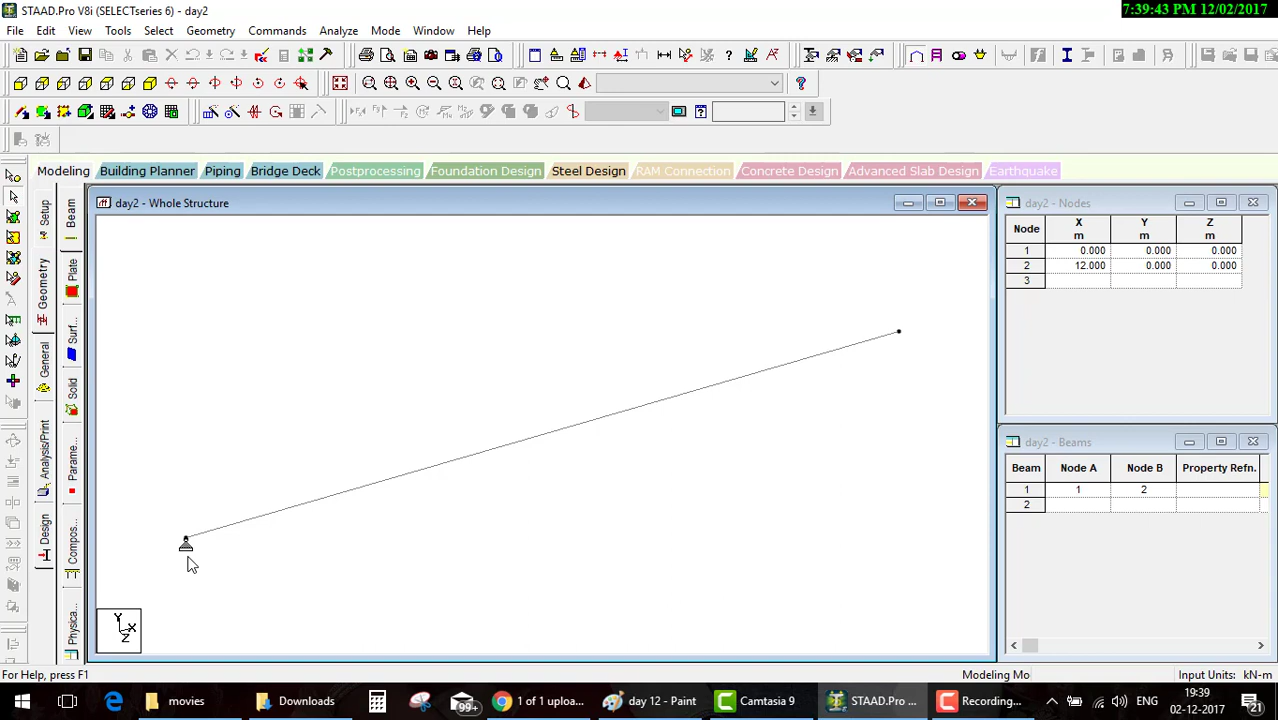 STAAD.Pro V8i (SELECTseries 6) - day2
7:39:43 PM 12/02/2017
File Edit View Tools Select Geometry Commands Analyze Mode Window Help
Modeling Building Planner Piping Bridge Deck Postprocessing Foundation Design Steel Design RAM Connection Concrete Design Advanced Slab Design Earthquake
Setup
Geometry
General
Analysis/Print
Design
Beam
Plate
Surf...
Solid
Parame...
Compos...
Physica...
day2 - Whole Structure
Y
X
Z
day2 - Nodes
Node X m Y m Z m
1 0.000 0.000 0.000
2 12.000 0.000 0.000
3
day2 - Beams
Beam Node A Node B Property Refn.
1 1 2
2
For Help, press F1
Modeling Mo
Input Units: kN-m
movies
Downloads
99+
1 of 1 uploa...
day 12 - Paint
Camtasia 9
STAAD.Pro ...
Recording...
ENG
19:39
02-12-2017
21